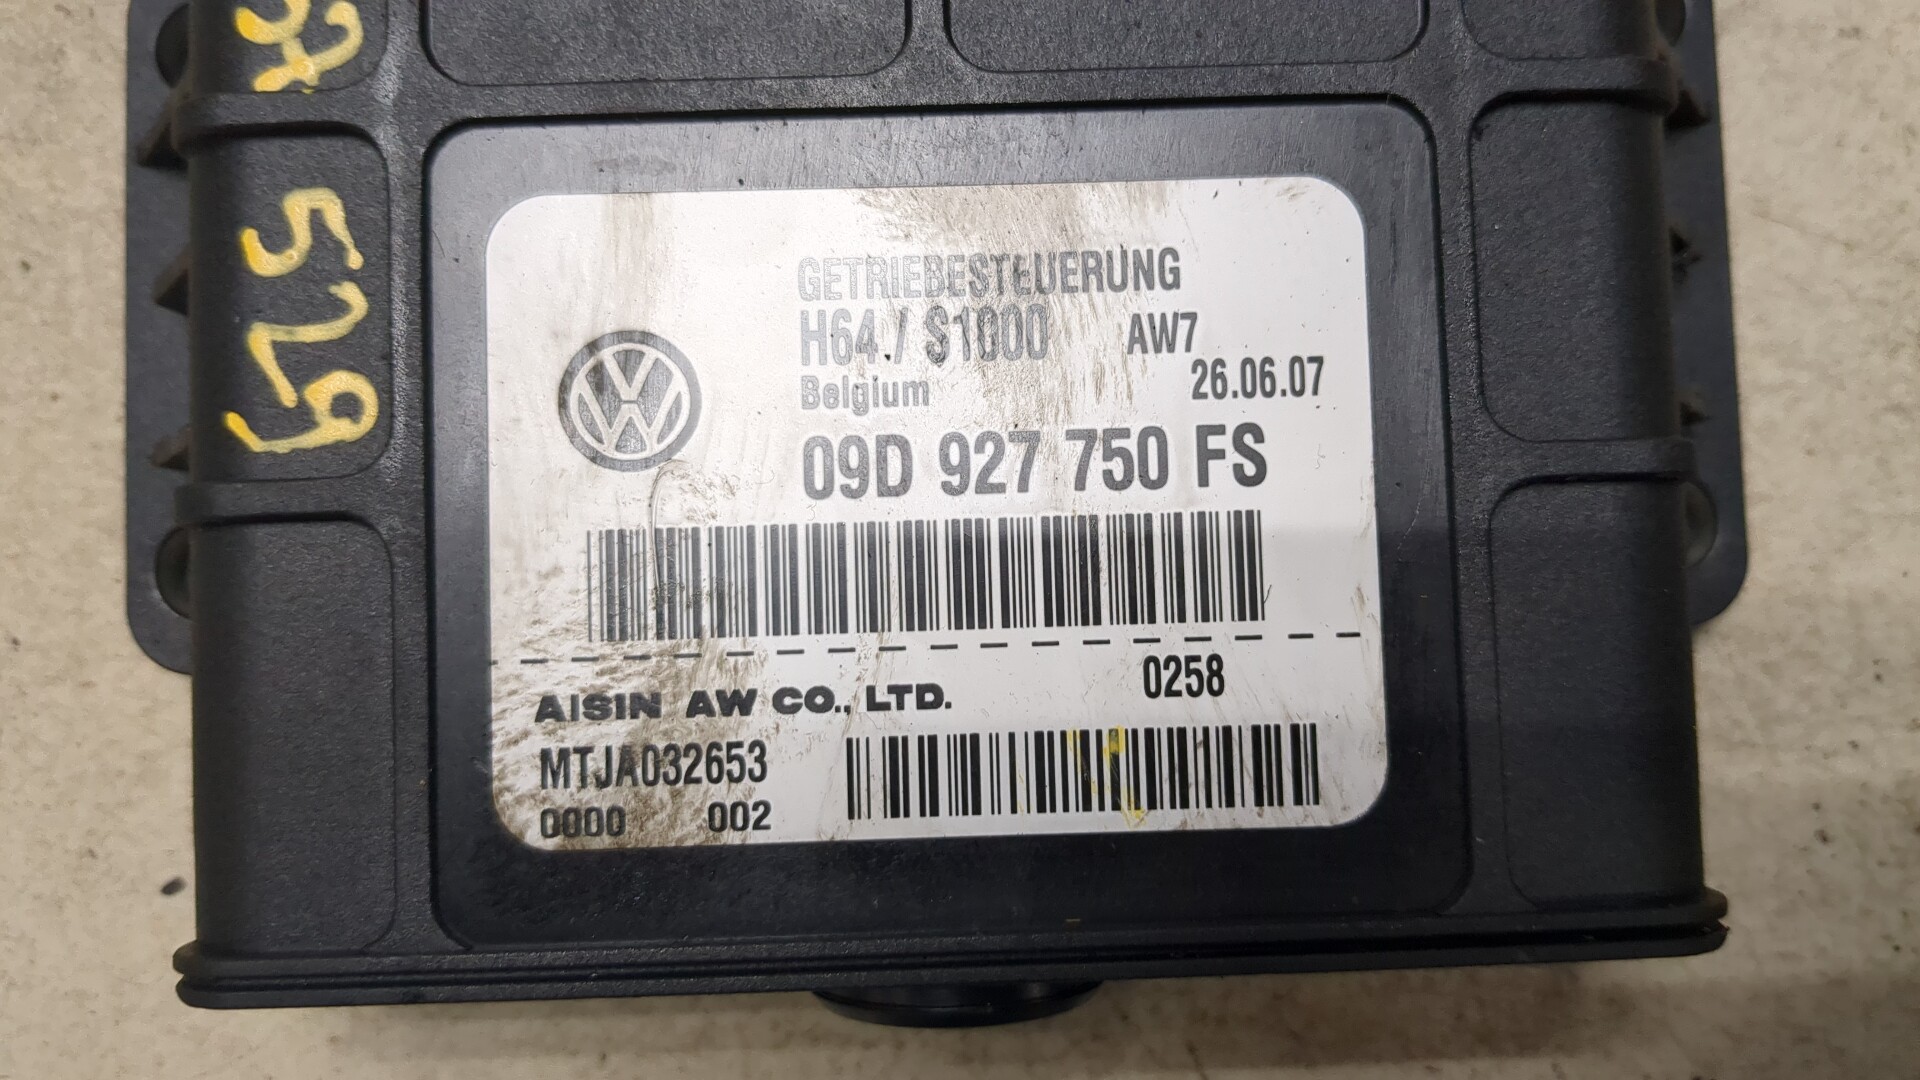 GETRIEBESTEUERUNG
H64 / S1000 AW7
Belgium 26.06.07
09D 927 750 FS
0258
AISIN AW CO., LTD.
MTJA032653
0000 002